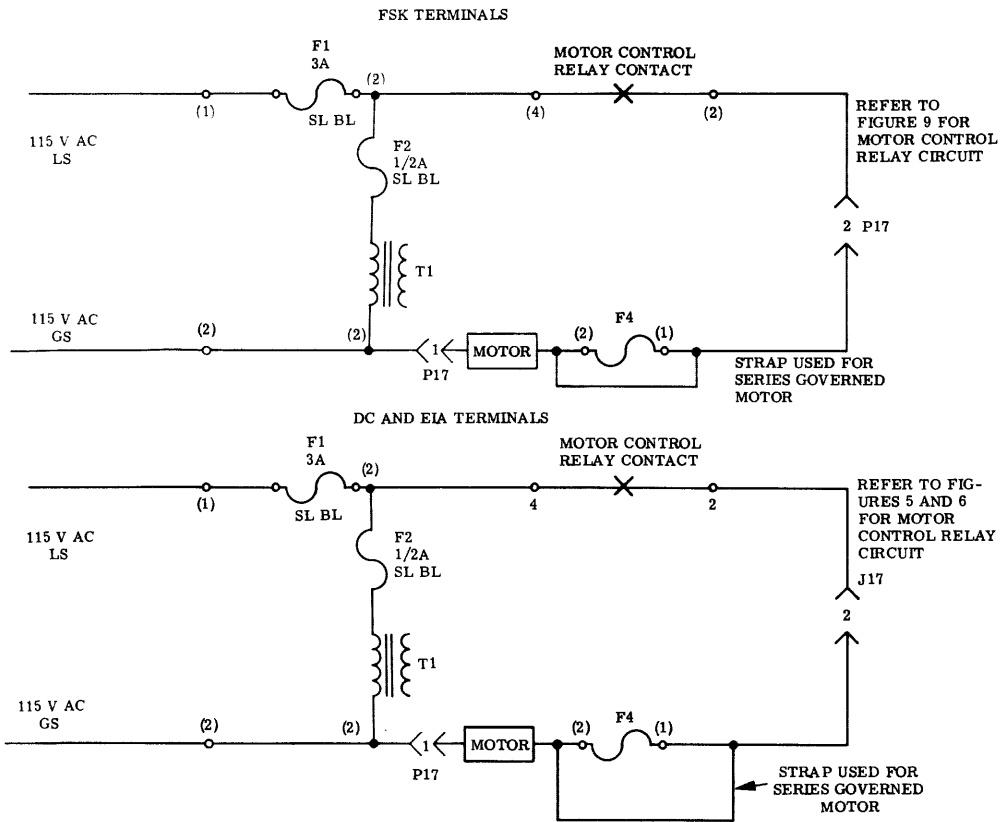 FSK TERMINALS
F1
3A
(2)
MOTOR CONTROL
RELAY CONTACT
(1)
SL BL
(4)
(2)
REFER TO
FIGURE 9 FOR
MOTOR CONTROL
RELAY CIRCUIT
115 V AC
LS
F2
1/2A
SL BL
2 P17
T1
115 V AC
GS
(2)
(2)
1
P17
MOTOR
(2)
F4
(1)
STRAP USED FOR
SERIES GOVERNED
MOTOR
DC AND EIA TERMINALS
F1
3A
(2)
MOTOR CONTROL
RELAY CONTACT
(1)
SL BL
4
2
REFER TO FIG-
URES 5 AND 6
FOR MOTOR
CONTROL RELAY
CIRCUIT
115 V AC
LS
F2
1/2A
SL BL
J17
2
T1
115 V AC
GS
(2)
(2)
1
P17
MOTOR
(2)
F4
(1)
STRAP USED FOR
SERIES GOVERNED
MOTOR